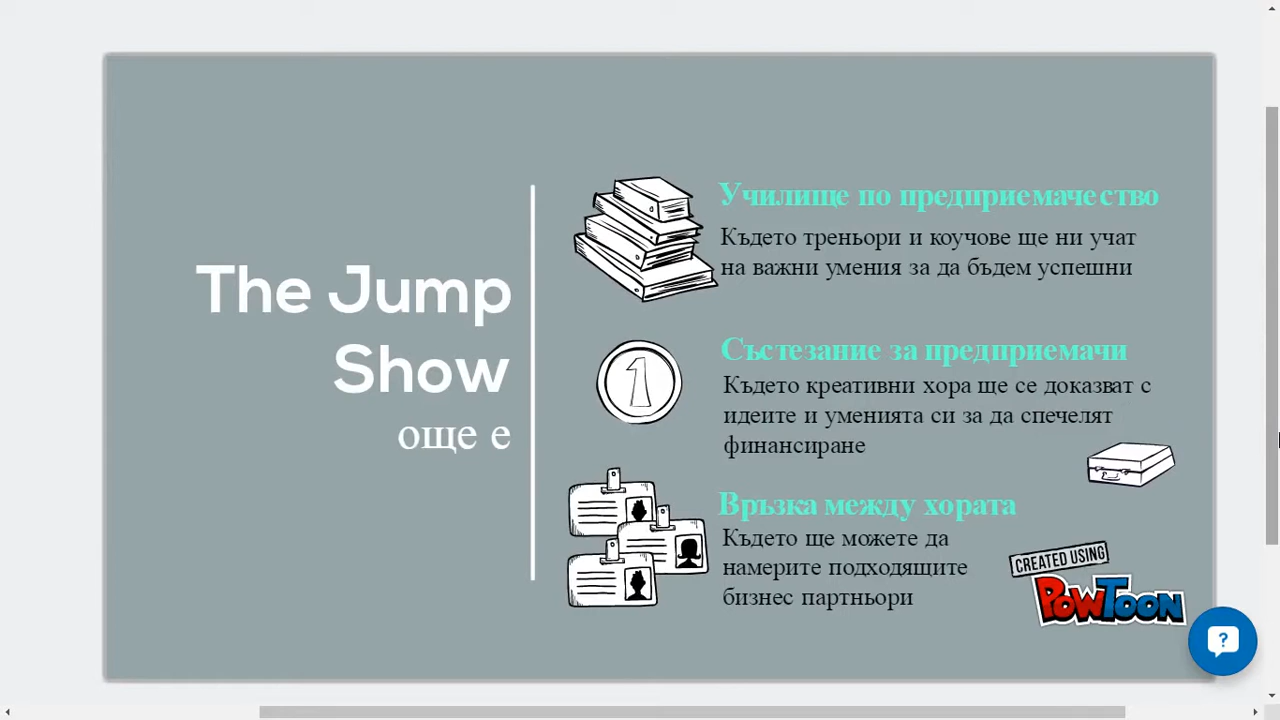 The Jump
Show
още е
Училище по предприемачество
Където треньори и коучове ще ни учат
на важни умения за да бъдем успешни
1
Състезание за предприемачи
Където креативни хора ще се доказват с
идеите и уменията си за да спечелят
финансиране
Връзка между хората
Където ще можете да
намерите подходящите
бизнес партньори
CREATED USING
POWTOON
?